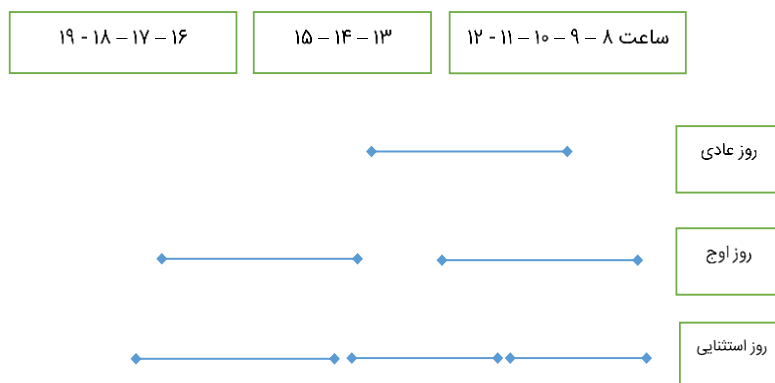 ساعت ۸ – ۹ – ۱۰ – ۱۱ - ۱۲
۱۳ – ۱۴ – ۱۵
۱۶ – ۱۷ – ۱۸ - ۱۹
روز عادی
روز اوج
روز استثنایی